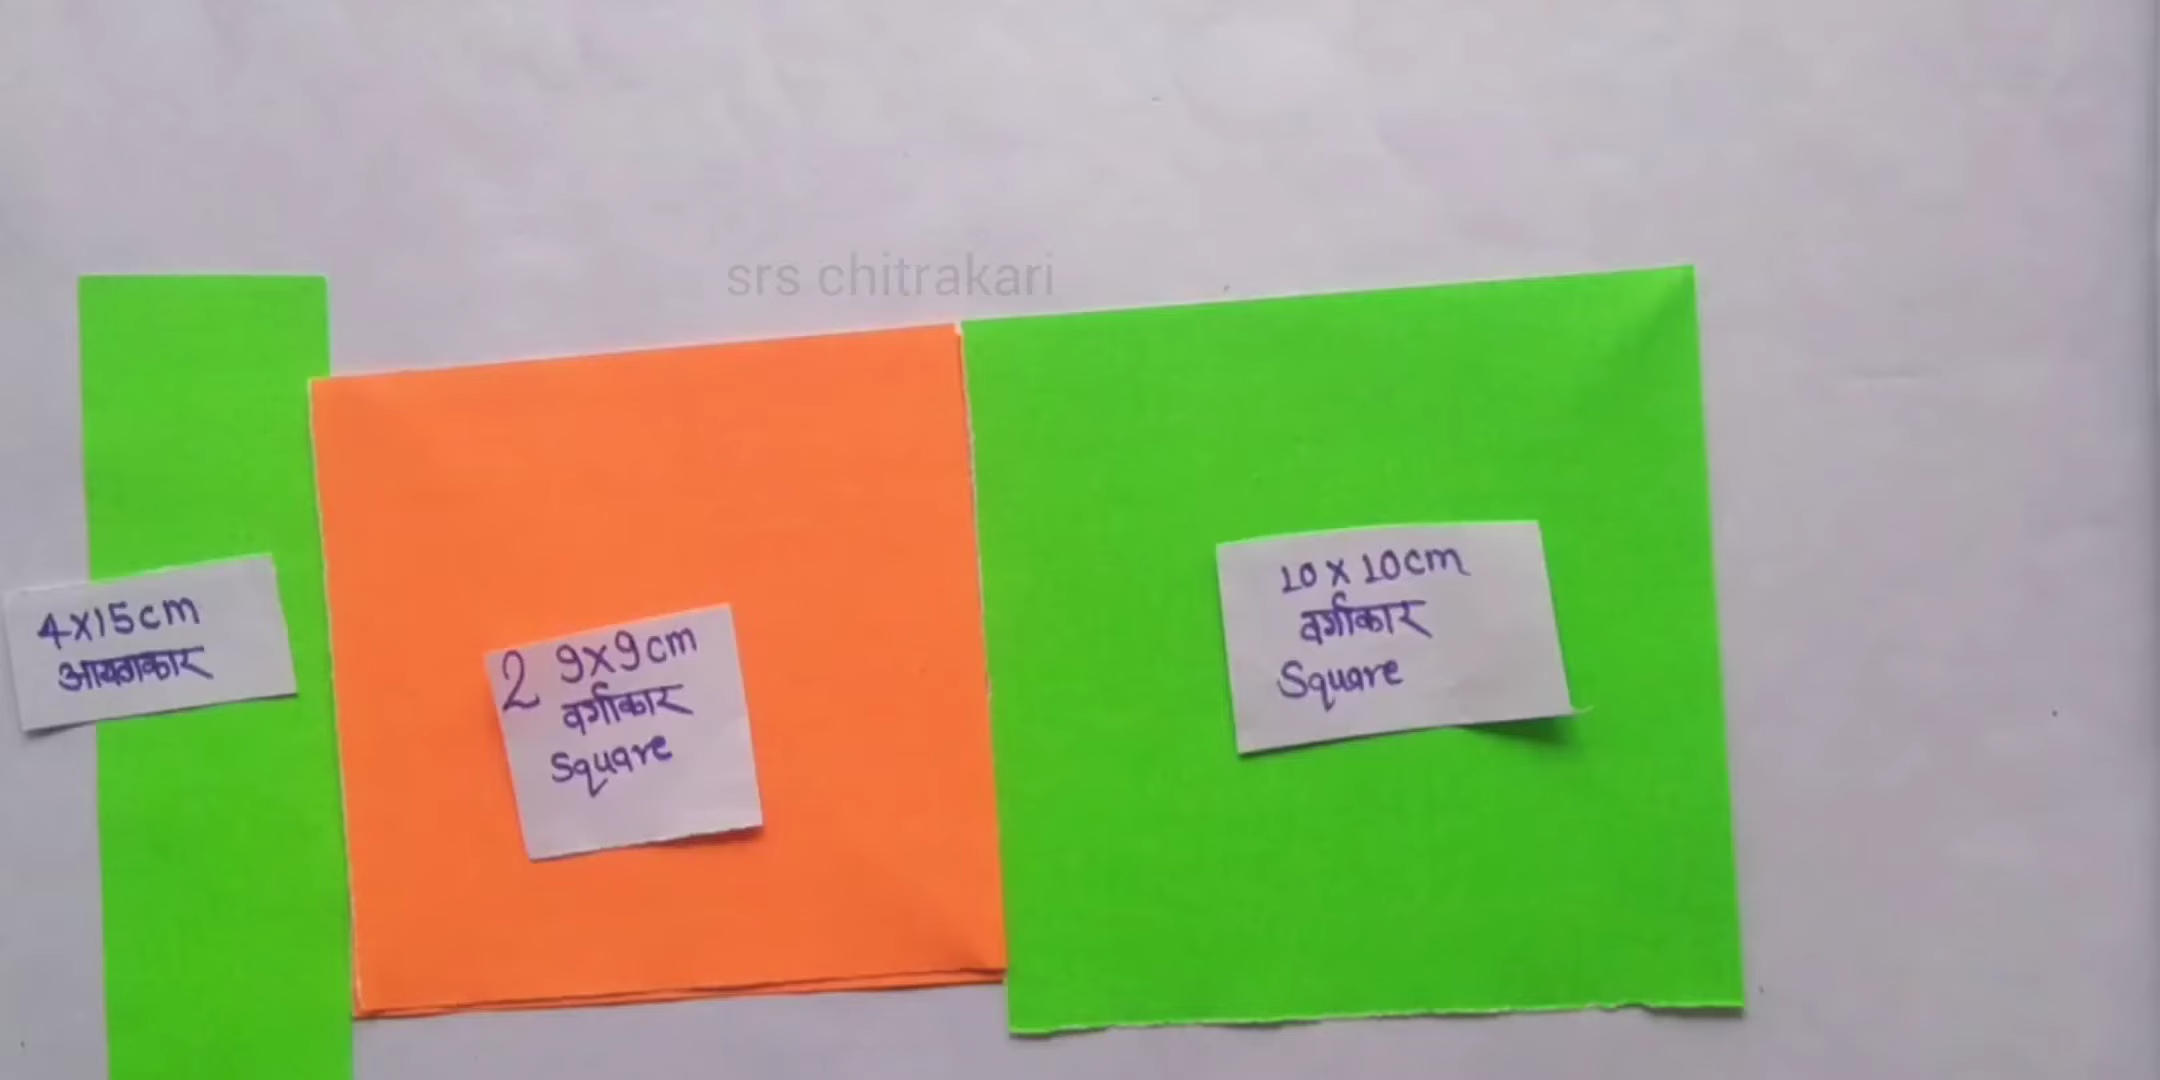 srs chitrakari
4x15cm
आयताकार
2 9x9cm
वर्गाकार
Square
10 x 10cm
वर्गाकार
Square